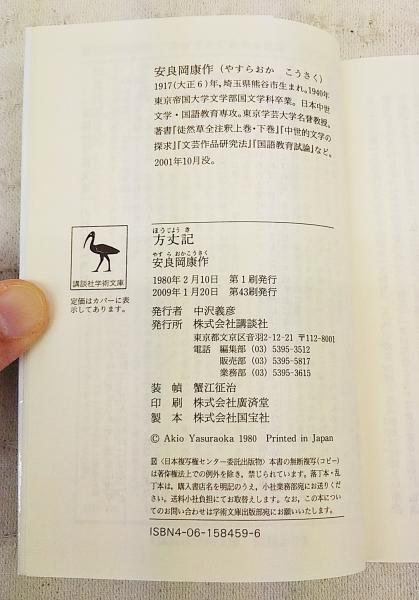 安良岡康作（やすらおか　こうさく）
1917(大正6)年，埼玉県熊谷市生まれ。1940年
東京帝国大学文学部国文学科卒業。日本中世
文学・国語教育専攻。東京学芸大学名誉教授。
著書『徒然草全注釈上巻・下巻』『中世的文学の
探求』『文芸作品研究法』『国語教育試論』など。
2001年10月没。
講談社学術文庫
定価はカバーに表
示してあります。
ほうじょうき
方丈記
やすらおかこうさく
安良岡康作
1980年2月10日　第1刷発行
2009年1月20日　第43刷発行
発行者　中沢義彦
発行所　株式会社講談社
東京都文京区音羽2-12-21 〒112-8001
電話　編集部　(03) 5395-3512
販売部　(03) 5395-5817
業務部　(03) 5395-3615
装　幀　蟹江征治
印　刷　株式会社廣済堂
製　本　株式会社国宝社
© Akio Yasuraoka 1980　Printed in Japan
〈日本複写権センター委託出版物〉本書の無断複写(コピー)
は著作権法上での例外を除き，禁じられています。落丁本・乱
丁本は，購入書店名を明記のうえ，小社業務部宛にお送りくだ
さい。送料小社負担にてお取替えします。なお，この本につい
てのお問い合わせは学術文庫出版部宛にお願いいたします。
ISBN4-06-158459-6